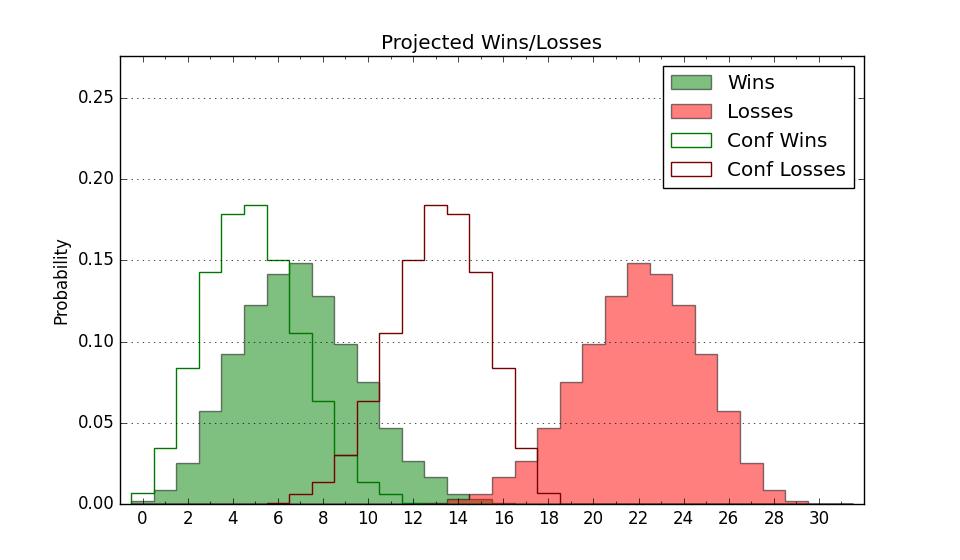 Projected Wins/Losses
Wins
Losses
Conf Wins
Conf Losses
Probability
0.25
0.20
0.15
0.10
0.05
0.00
0 2 4 6 8 10 12 14 16 18 20 22 24 26 28 30